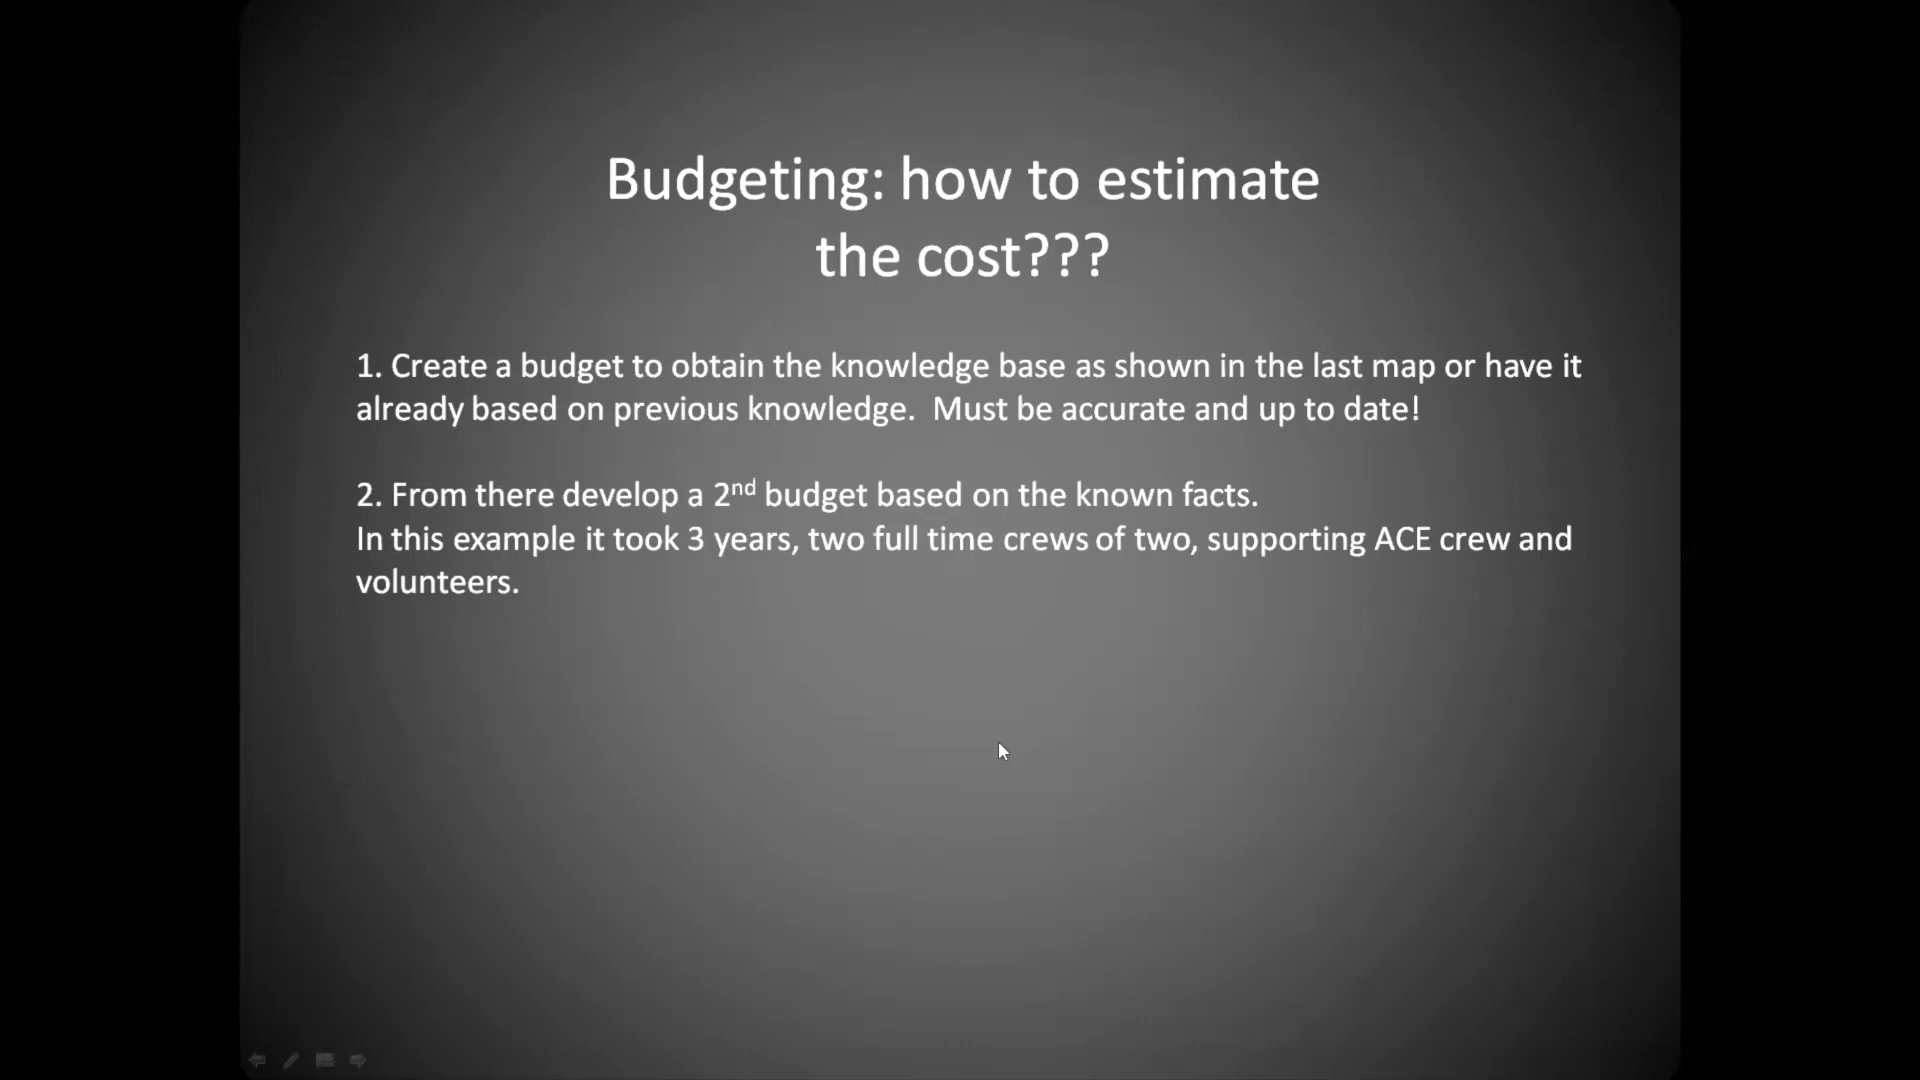 Budgeting: how to estimate
the cost???
1. Create a budget to obtain the knowledge base as shown in the last map or have it
already based on previous knowledge.  Must be accurate and up to date!
2. From there develop a 2nd budget based on the known facts.
In this example it took 3 years, two full time crews of two, supporting ACE crew and
volunteers.